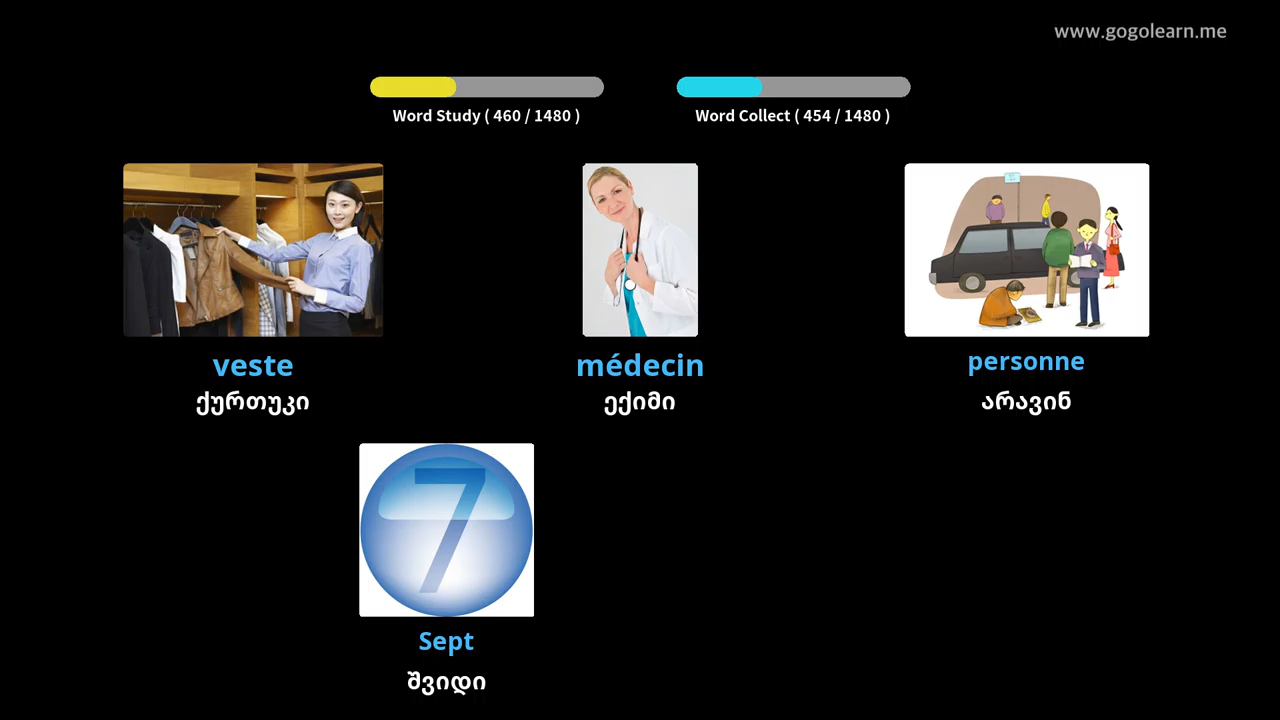 www.gogolearn.me
Word Study ( 460 / 1480 )
Word Collect ( 454 / 1480 )
veste
médecin
personne
ქურთუკი
ექიმი
არავინ
7
Sept
შვიდი